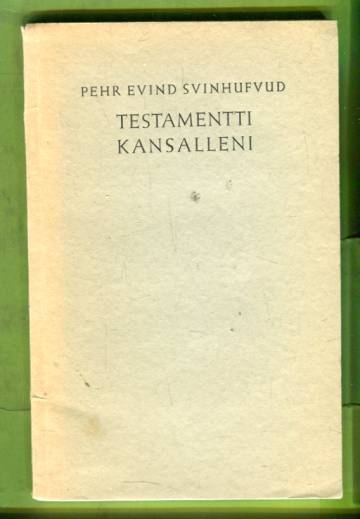 PEHR EVIND SVINHUFVUD
TESTAMENTTI
KANSALLENI